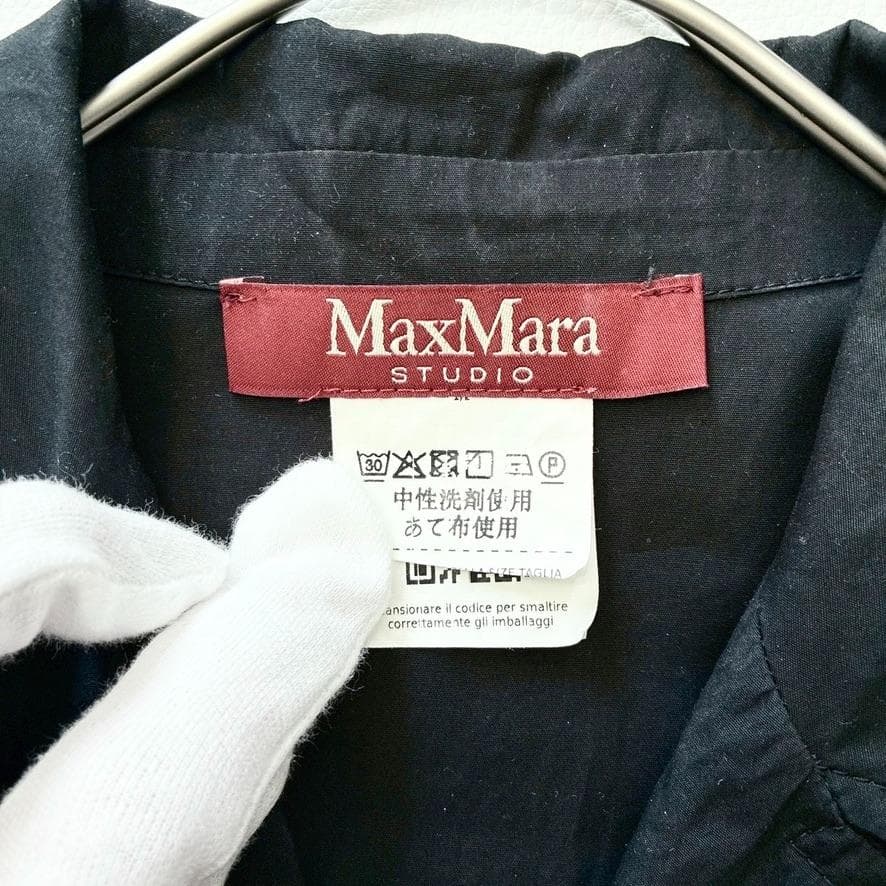 MaxMara
STUDIO
30 P
中性洗剤使用
あて布使用
SIZE TAGLIA
ansionare il codice per smaltire
correttamente gli imballaggi